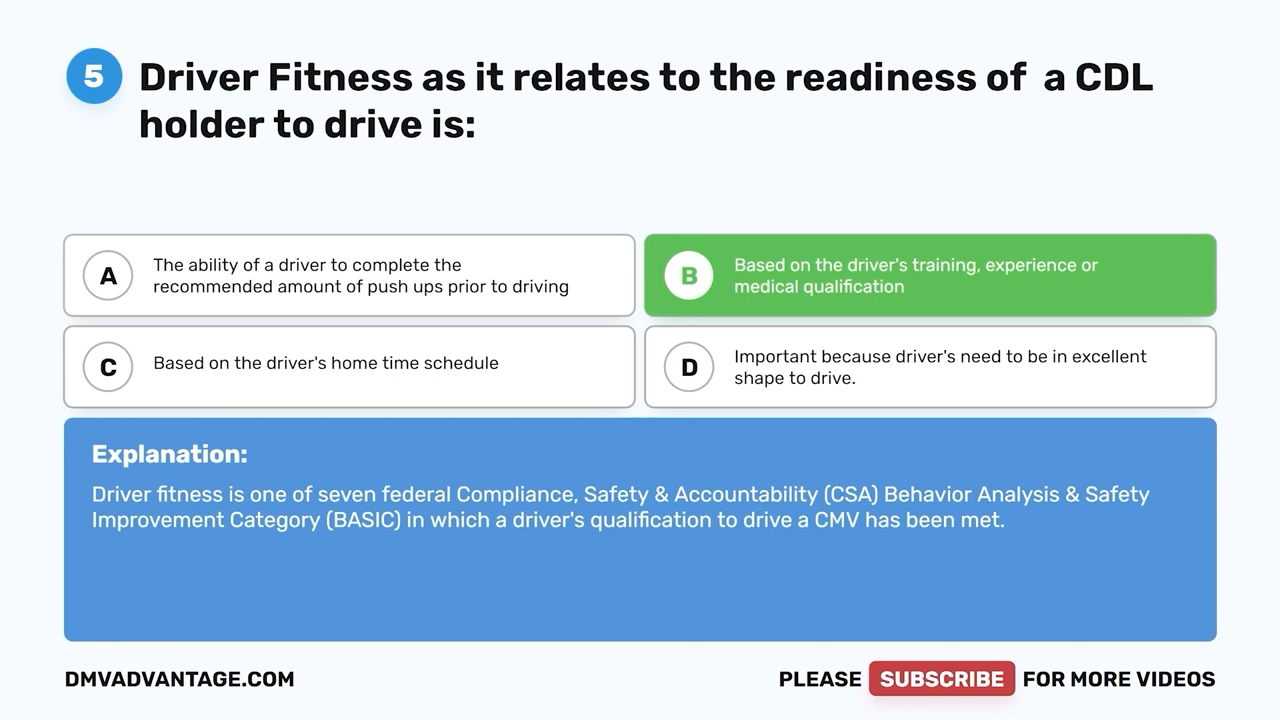 5
Driver Fitness as it relates to the readiness of a CDL
holder to drive is:
A
The ability of a driver to complete the
recommended amount of push ups prior to driving
B
Based on the driver's training, experience or
medical qualification
C
Based on the driver's home time schedule
D
Important because driver's need to be in excellent
shape to drive.
Explanation:
Driver fitness is one of seven federal Compliance, Safety & Accountability (CSA) Behavior Analysis & Safety
Improvement Category (BASIC) in which a driver's qualification to drive a CMV has been met.
DMVADVANTAGE.COM
PLEASE SUBSCRIBE FOR MORE VIDEOS